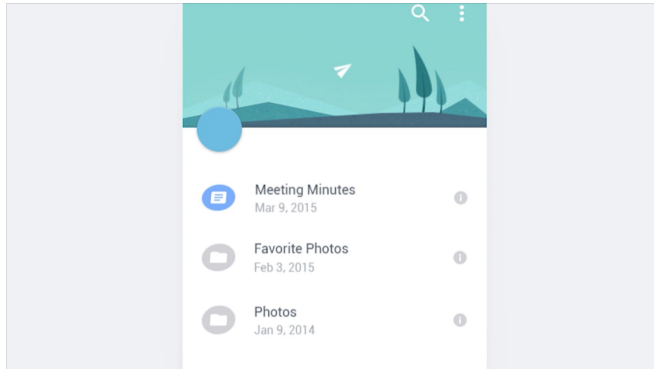 Meeting Minutes
Mar 9, 2015
Favorite Photos
Feb 3, 2015
Photos
Jan 9, 2014